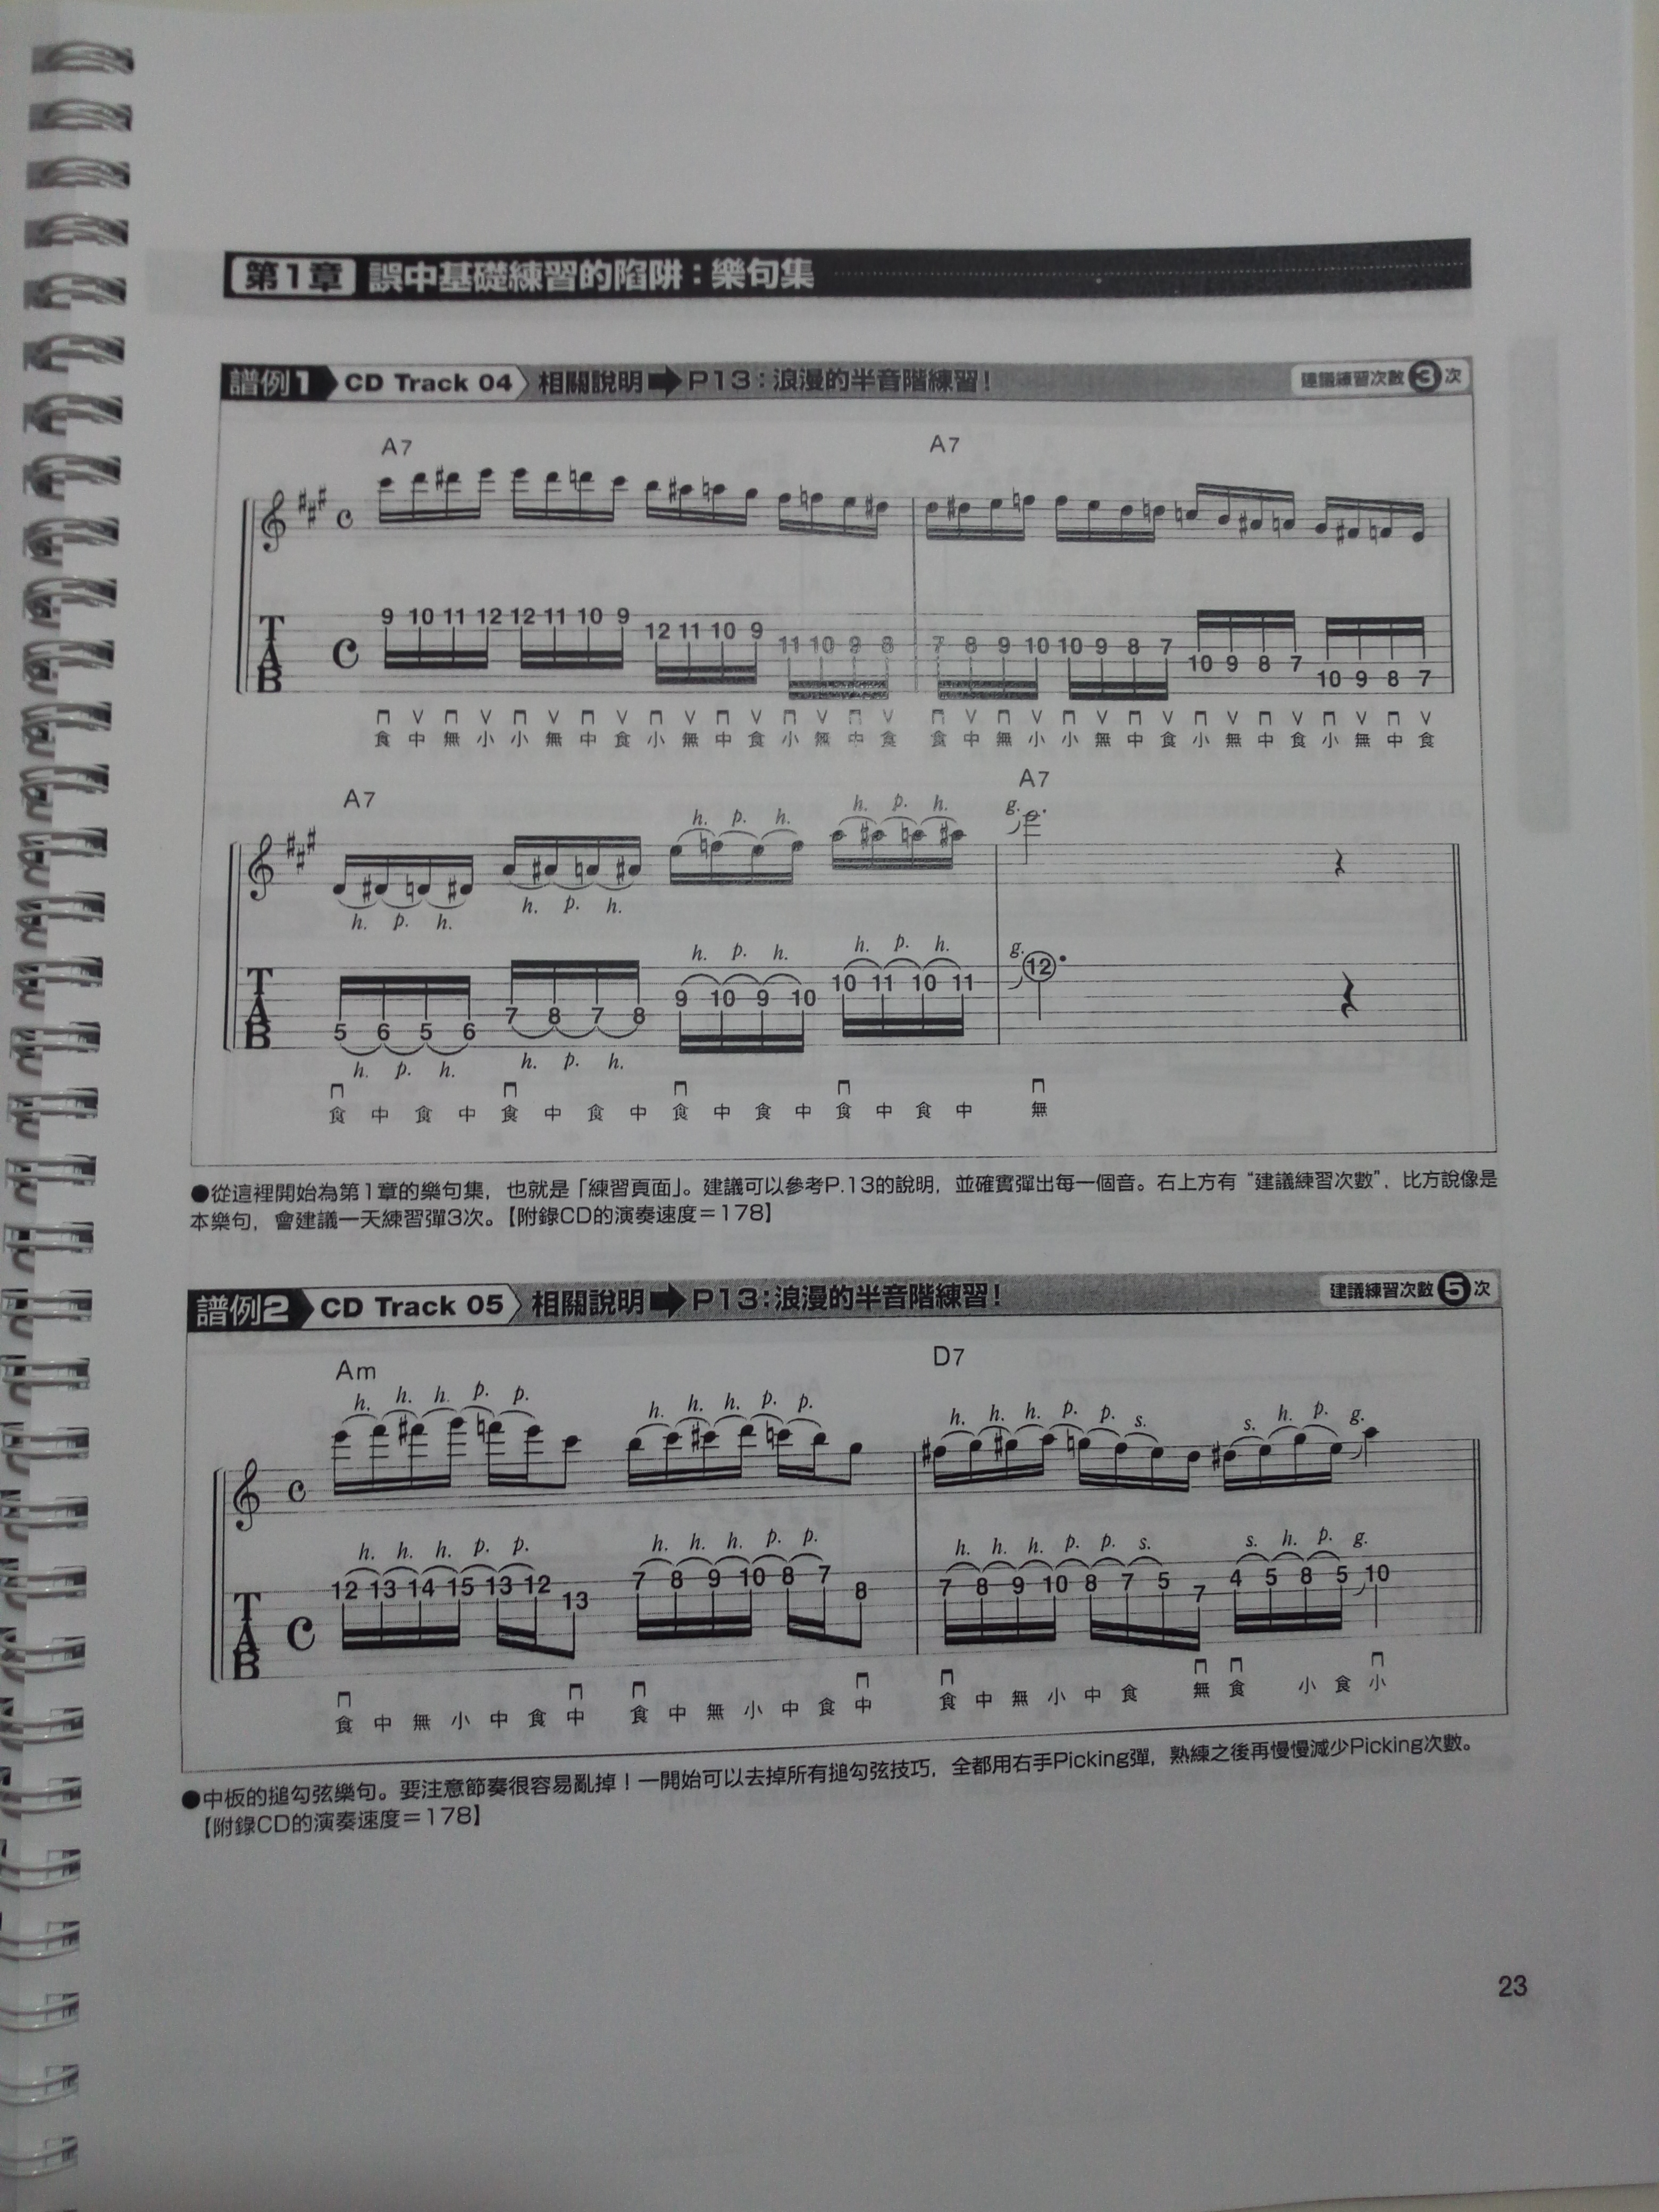 第1章 誤中基礎練習的陷阱：樂句集
譜例1 CD Track 04 相關說明➡P13：浪漫的半音階練習！ 建議練習次數3次
A7 A7
9 10 11 12 12 11 10 9 12 11 10 9 11 10 9 8 7 8 9 10 10 9 8 7 10 9 8 7 10 9 8 7
T
A
B
食 中 無 小 小 無 中 食 小 無 中 食 小 無 中 食 食 中 無 小 小 無 中 食 小 無 中 食 小 無 中 食
A7 A7
h. p. h. h. p. h. g.
h. p. h. h. p. h.
h. p. h. h. p. h. g.
T
A
B
5 6 5 6 7 8 7 8 9 10 9 10 10 11 10 11 12
h. p. h. h. p. h.
食 中 食 中 食 中 食 中 食 中 食 中 食 中 食 中 無
●從這裡開始為第1章的樂句集，也就是「練習頁面」。建議可以參考P.13的說明，並確實彈出每一個音。右上方有“建議練習次數”，比方說像是
本樂句，會建議一天練習彈3次。【附錄CD的演奏速度＝178】
譜例2 CD Track 05 相關說明➡P13：浪漫的半音階練習！ 建議練習次數5次
Am D7
h. h. h. p. p. h. h. h. p. p. h. h. h. p. p. s. s. h. p. g.
h. h. h. p. p. h. h. h. p. p. h. h. h. p. p. s. s. h. p. g.
12 13 14 15 13 12 13 7 8 9 10 8 7 8 7 8 9 10 8 7 5 7 4 5 8 5 10
T
A
B
食 中 無 小 中 食 中 食 中 無 小 中 食 中 食 中 無 小 中 食 無 食 小 食 小
●中板的搥勾弦樂句。要注意節奏很容易亂掉！一開始可以去掉所有搥勾弦技巧，全都用右手Picking彈，熟練之後再慢慢減少Picking次數。
【附錄CD的演奏速度＝178】
23